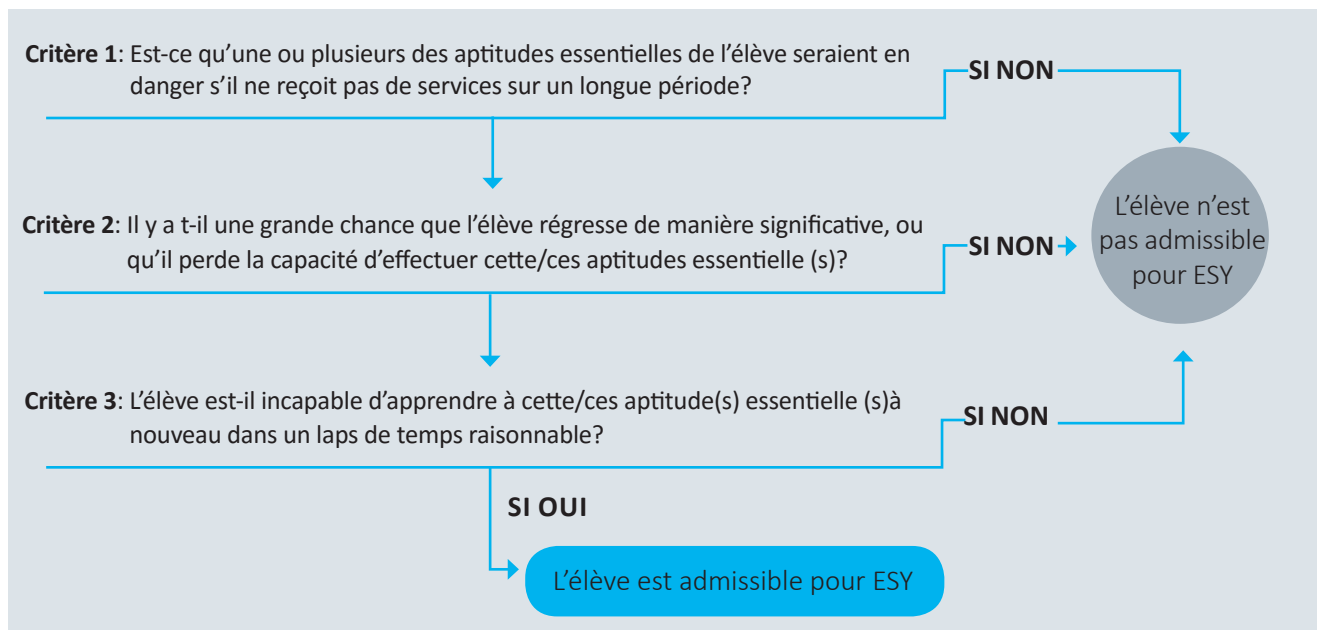 Critère 1: Est-ce qu’une ou plusieurs des aptitudes essentielles de l’élève seraient en
danger s’il ne reçoit pas de services sur un longue période?
SI NON
Critère 2: Il y a t-il une grande chance que l’élève régresse de manière significative, ou
qu’il perde la capacité d’effectuer cette/ces aptitudes essentielle (s)?
SI NON
L’élève n’est
pas admissible
pour ESY
Critère 3: L’élève est-il incapable d’apprendre à cette/ces aptitude(s) essentielle (s)à
nouveau dans un laps de temps raisonnable?
SI NON
SI OUI
L’élève est admissible pour ESY